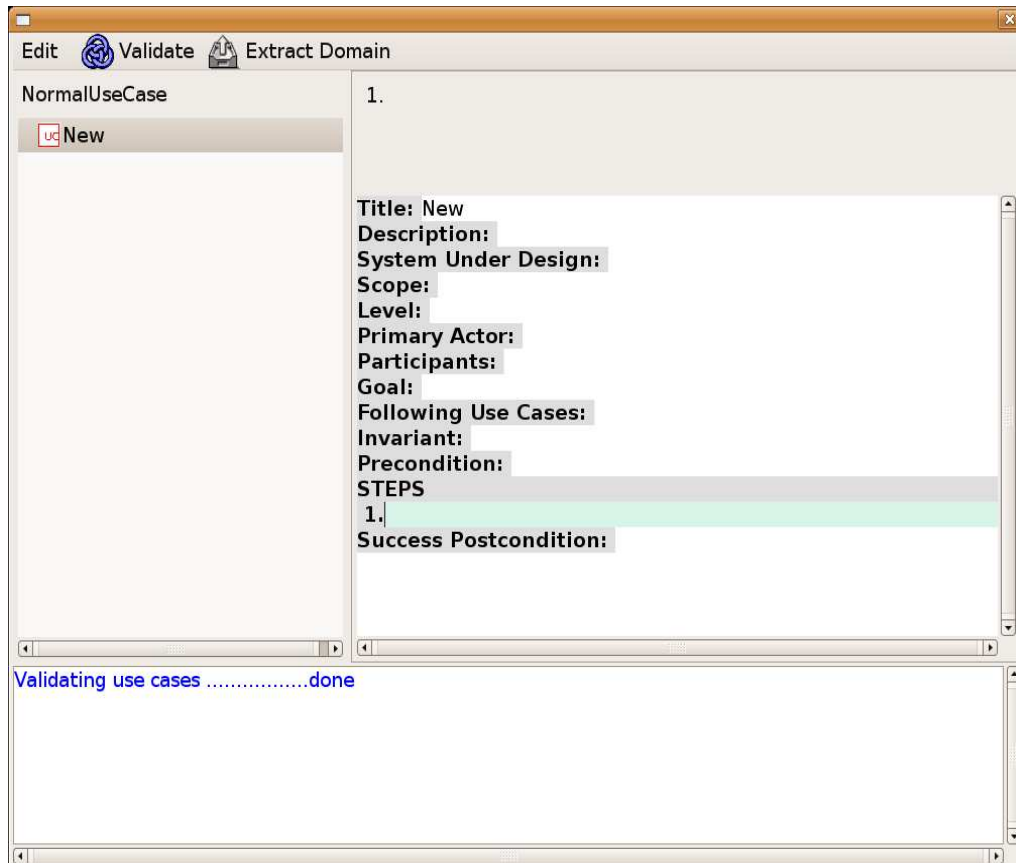 Edit Validate Extract Domain
NormalUseCase
UC New
1.
Title: New
Description:
System Under Design:
Scope:
Level:
Primary Actor:
Participants:
Goal:
Following Use Cases:
Invariant:
Precondition:
STEPS
1.
Success Postcondition:
Validating use cases .................done